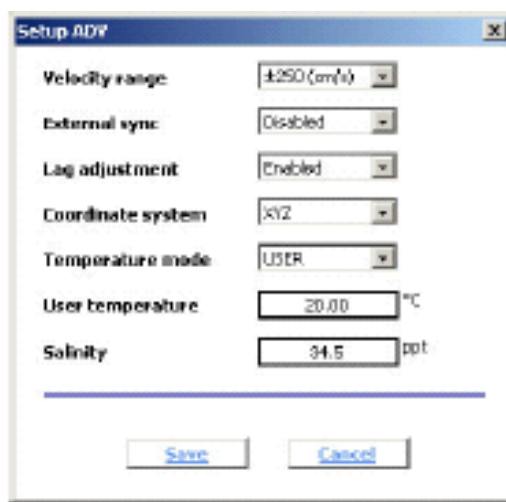 Setup ADV
Velocity range ±250 (cm/s)
External sync Disabled
Lag adjustment Enabled
Coordinate system XYZ
Temperature mode USER
User temperature 20.00 °C
Salinity 34.5 ppt
Save Cancel